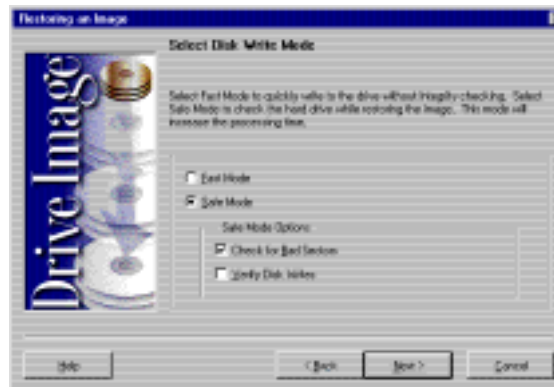 Restoring an Image
Select Disk Write Mode
Select Fast Mode to quickly write to the drive without integrity checking. Select
Safe Mode to check the hard drive while restoring the image. This mode will
increase the processing time.
Fast Mode
Safe Mode
Safe Mode Options
Check for Bad Sectors
Verify Disk Writes
Drive Image
Help
< Back
Next >
Cancel